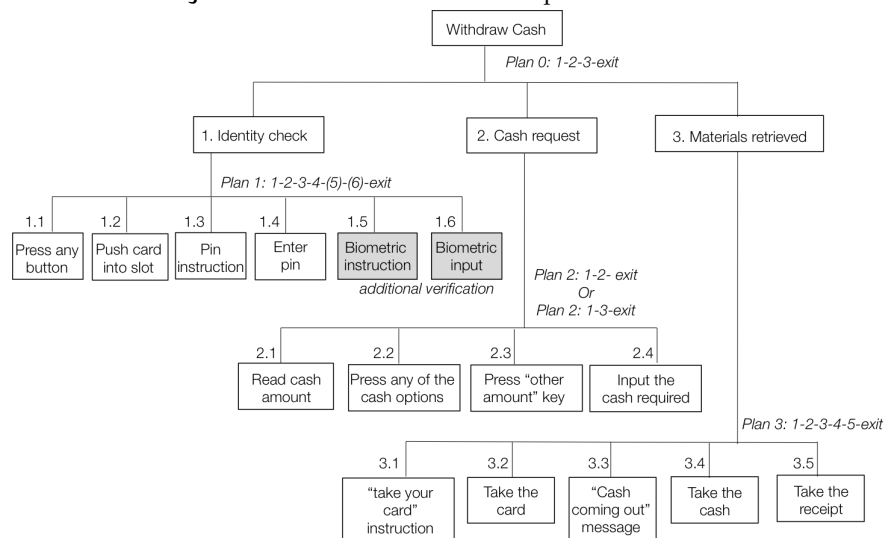 Withdraw Cash
Plan 0: 1-2-3-exit
1. Identity check
2. Cash request
3. Materials retrieved
Plan 1: 1-2-3-4-(5)-(6)-exit
1.1
Press any
button
1.2
Push card
into slot
1.3
Pin
instruction
1.4
Enter
pin
1.5
Biometric
instruction
1.6
Biometric
input
additional verification
Plan 2: 1-2- exit
Or
Plan 2: 1-3-exit
2.1
Read cash
amount
2.2
Press any of the
cash options
2.3
Press “other
amount” key
2.4
Input the
cash required
Plan 3: 1-2-3-4-5-exit
3.1
“take your
card”
instruction
3.2
Take the
card
3.3
“Cash
coming out”
message
3.4
Take the
cash
3.5
Take the
receipt